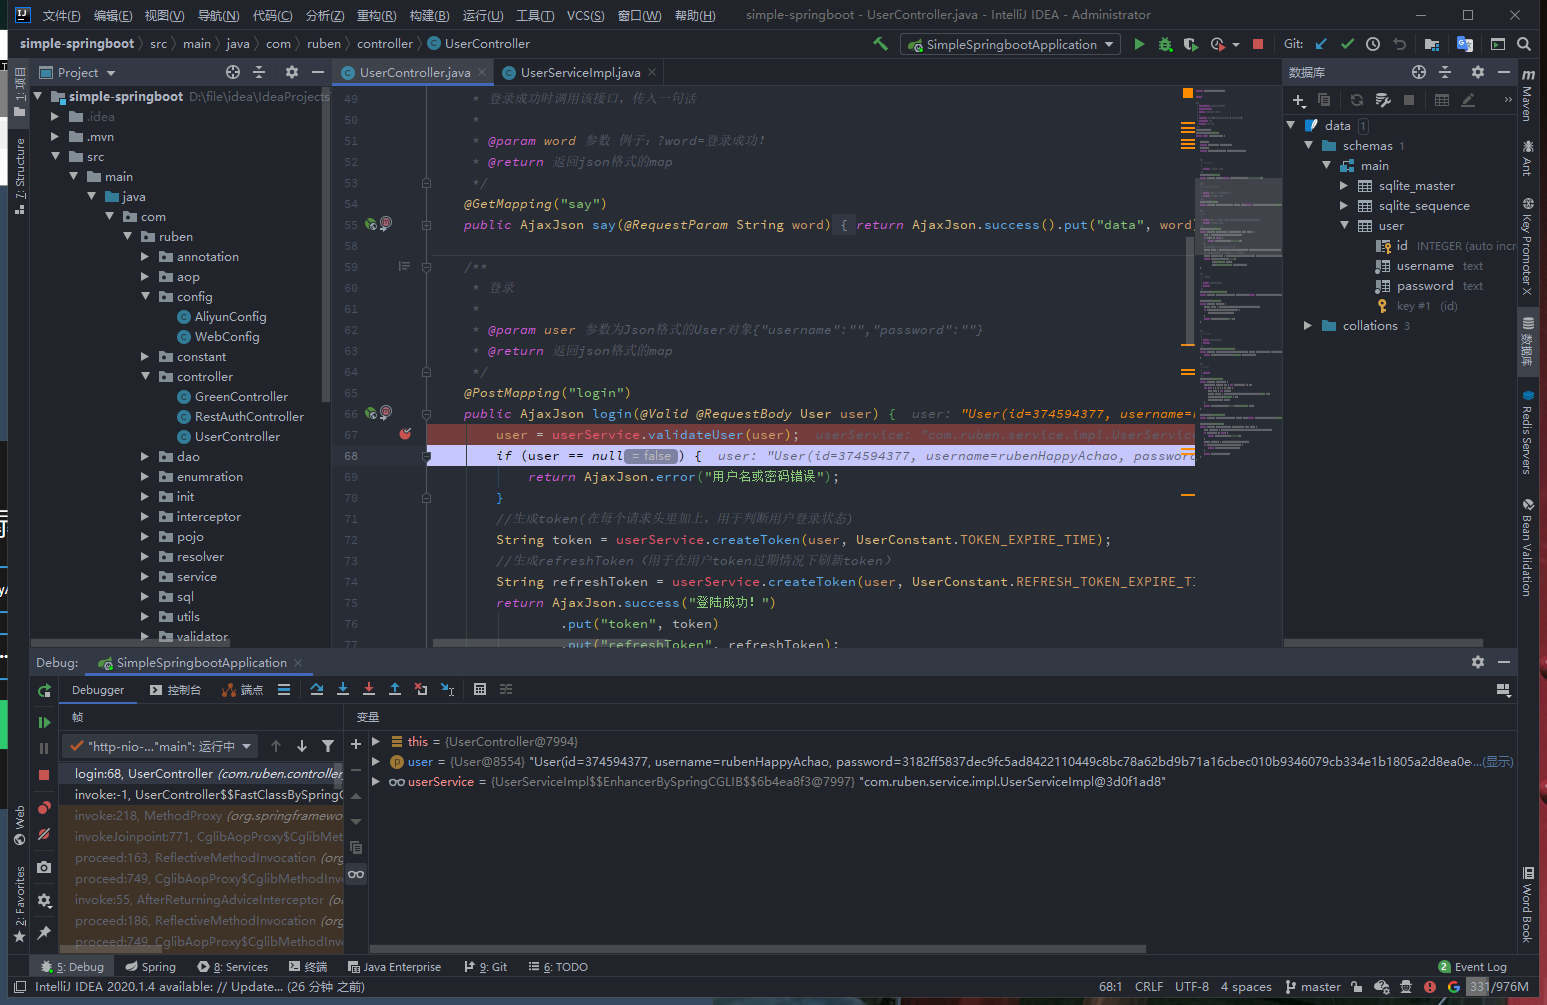 文件(F) 编辑(E) 视图(V) 导航(N) 代码(C) 分析(Z) 重构(R) 构建(B) 运行(U) 工具(T) VCS(S) 窗口(W) 帮助(H) simple-springboot - UserController.java - IntelliJ IDEA - Administrator
simple-springboot src main java com ruben controller UserController SimpleSpringbootApplication Git:
Project
UserController.java UserServiceImpl.java
数据库
1: 项目
7: Structure
Web
2: Favorites
simple-springboot D:\file\idea\IdeaProjects
.idea
.mvn
src
main
java
com
ruben
annotation
aop
config
AliyunConfig
WebConfig
constant
controller
GreenController
RestAuthController
UserController
dao
enumration
init
interceptor
pojo
resolver
service
sql
utils
validator
49 * 登录成功时调用该接口，传入一句话
50 *
51 * @param word 参数 例子：?word=登录成功！
52 * @return 返回json格式的map
53 */
54 @GetMapping("say")
55 public AjaxJson say(@RequestParam String word) { return AjaxJson.success().put("data", word)
58
59 /**
60 * 登录
61 *
62 * @param user 参数为Json格式的User对象{"username":"","password":""}
63 * @return 返回json格式的map
64 */
65 @PostMapping("login")
66 public AjaxJson login(@Valid @RequestBody User user) { user: "User(id=374594377, username=r
67 user = userService.validateUser(user); userService: "com.ruben.service.impl.UserService
68 if (user == null = false ) { user: "User(id=374594377, username=rubenHappyAchao, password
69 return AjaxJson.error("用户名或密码错误");
70 }
71 //生成token(在每个请求头里加上，用于判断用户登录状态)
72 String token = userService.createToken(user, UserConstant.TOKEN_EXPIRE_TIME);
73 //生成refreshToken（用于在用户token过期情况下刷新token）
74 String refreshToken = userService.createToken(user, UserConstant.REFRESH_TOKEN_EXPIRE_TI
75 return AjaxJson.success("登陆成功！")
76 .put("token", token)
77 .put("refreshToken", refreshToken);
data 1
schemas 1
main
sqlite_master
sqlite_sequence
user
id INTEGER (auto incr
username text
password text
key #1 (id)
collations 3
Maven
Ant
Key Promoter X
数据库
Redis Servers
Bean Validation
Word Book
Debug: SimpleSpringbootApplication
Debugger 控制台 端点
帧
变量
"http-nio-..."main": 运行中
login:68, UserController (com.ruben.controller
invoke:-1, UserController$$FastClassBySpringC
invoke:218, MethodProxy (org.springframewo
invokeJoinpoint:771, CglibAopProxy$CglibMet
proceed:163, ReflectiveMethodInvocation (org
proceed:749, CglibAopProxy$CglibMethodInv
invoke:55, AfterReturningAdviceInterceptor (o
proceed:186, ReflectiveMethodInvocation (org
proceed:749, CglibAopProxy$CglibMethodInv
this = {UserController@7994}
user = {User@8554} "User(id=374594377, username=rubenHappyAchao, password=3182ff5837dec9fc5ad8422110449c8bc78a62bd9b71a16cbec010b9346079cb334e1b1805a2d8ea0e...(显示)
userService = {UserServiceImpl$$EnhancerBySpringCGLIB$$6b4ea8f3@7997} "com.ruben.service.impl.UserServiceImpl@3d0f1ad8"
5: Debug Spring 8: Services 终端 Java Enterprise 9: Git 6: TODO 2 Event Log
IntelliJ IDEA 2020.1.4 available: // Update... (26 分钟 之前) 68:1 CRLF UTF-8 4 spaces master 331/976M